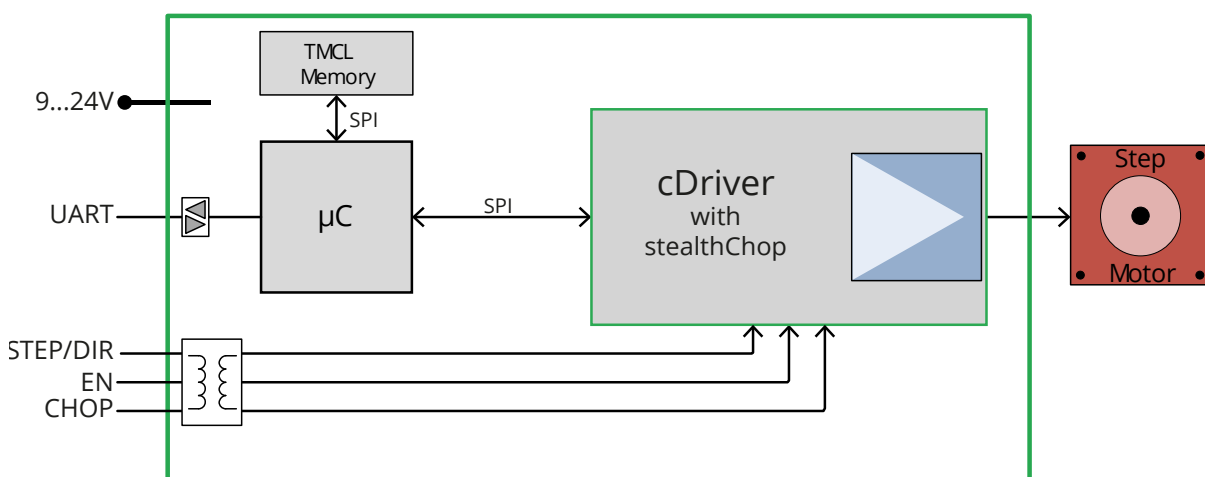 TMCL
Memory
9...24V
SPI
UART
µC
SPI
cDriver
with
stealthChop
Step
Motor
STEP/DIR
EN
CHOP